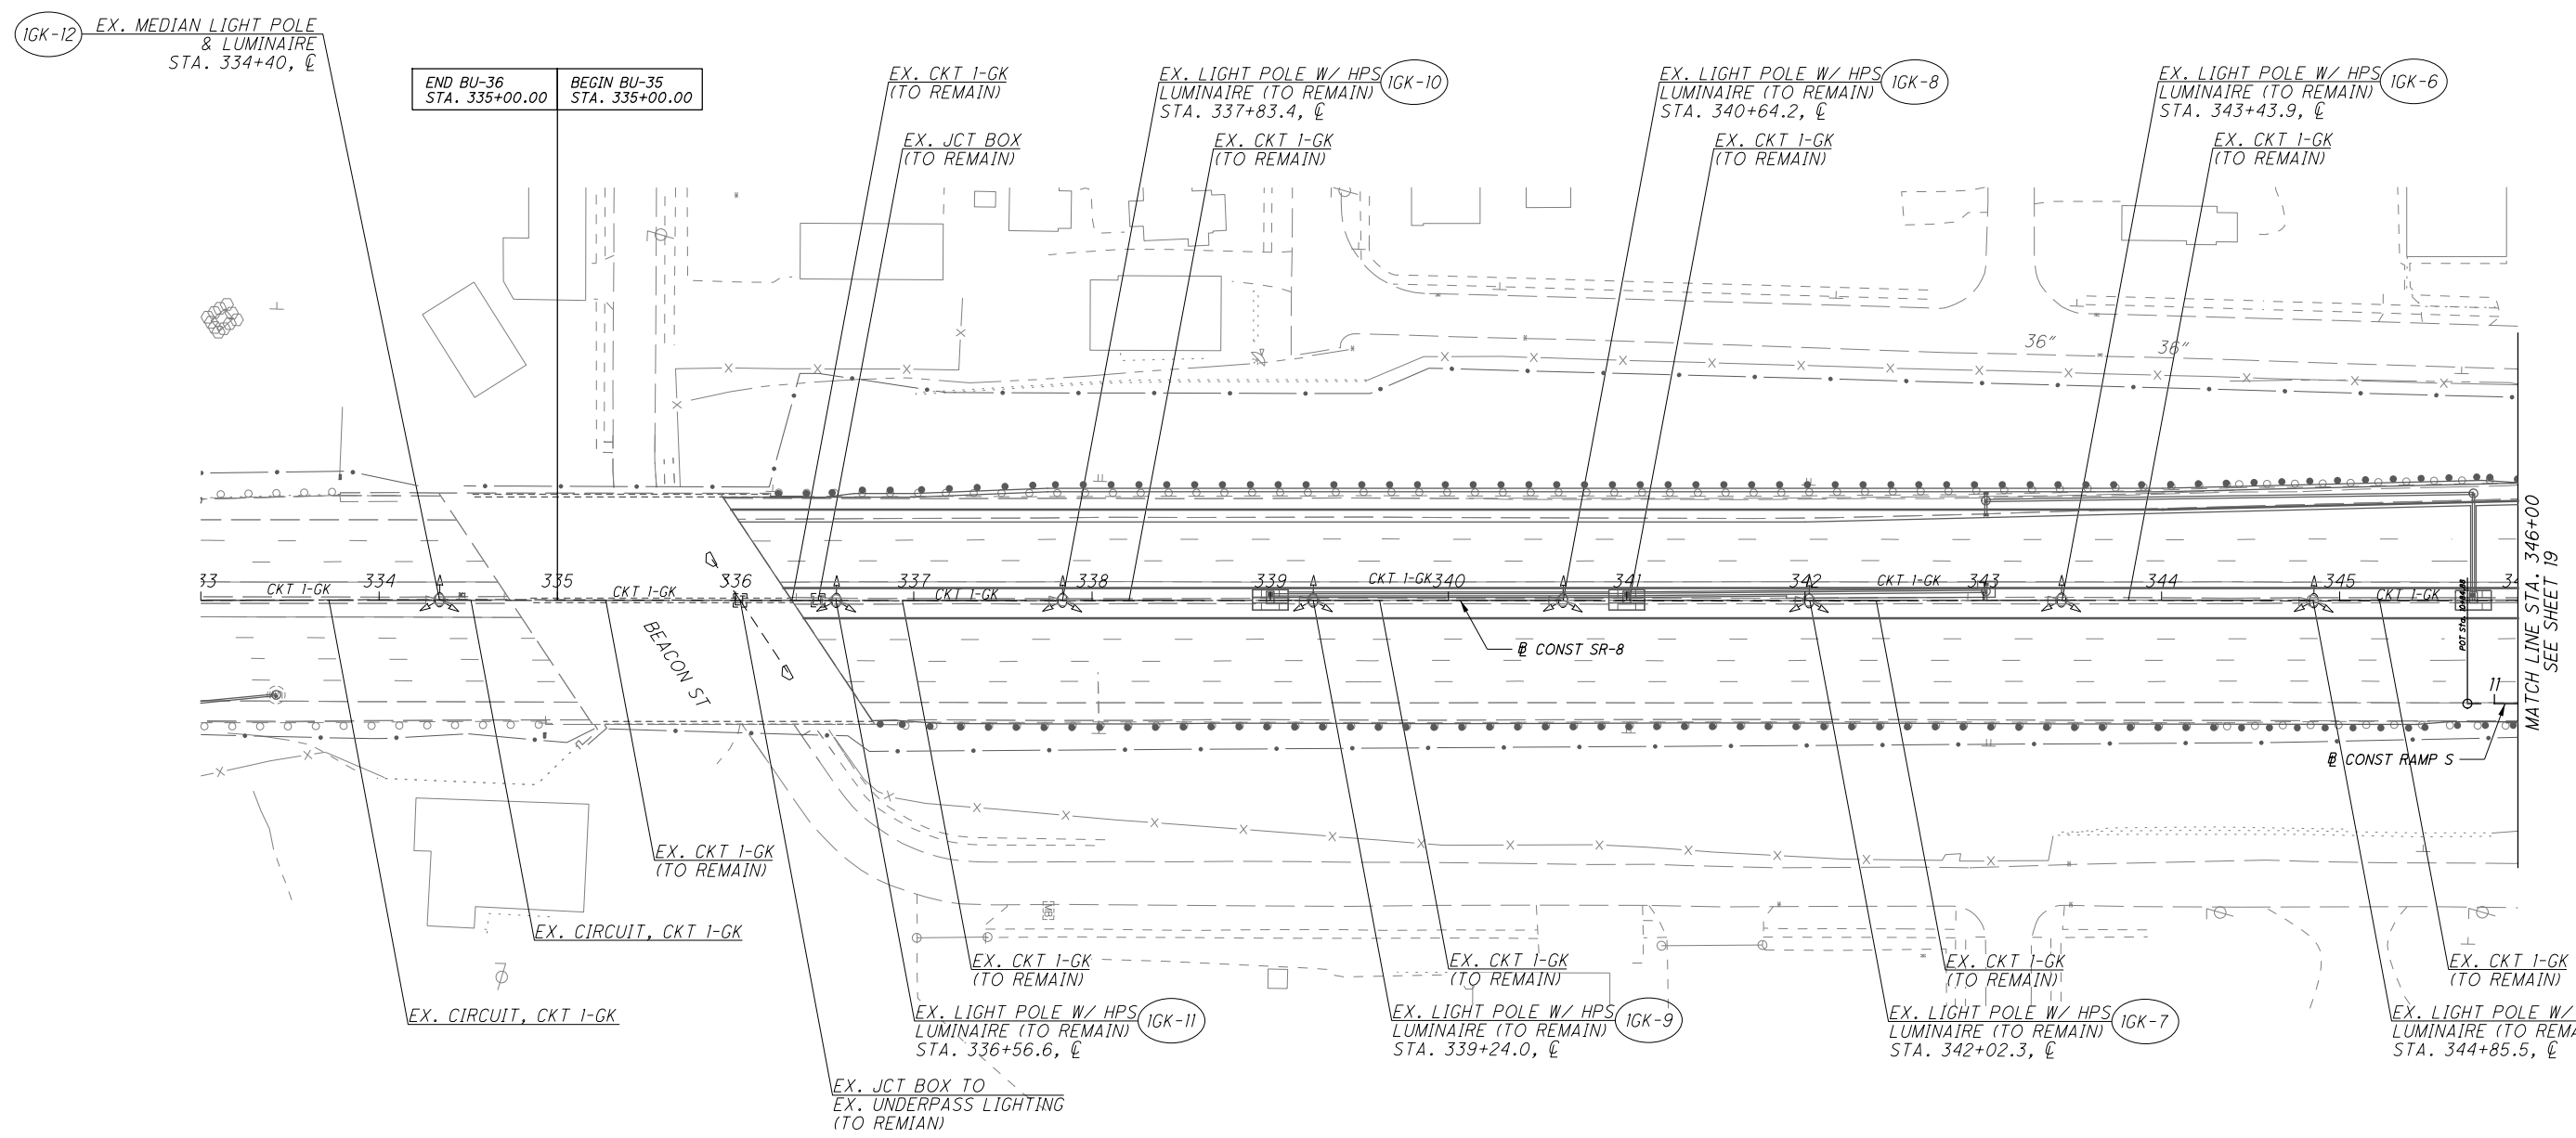 1GK-12
EX. MEDIAN LIGHT POLE
& LUMINAIRE
STA. 334+40, ℄
END BU-36
STA. 335+00.00
BEGIN BU-35
STA. 335+00.00
EX. CKT 1-GK
(TO REMAIN)
EX. JCT BOX
(TO REMAIN)
EX. LIGHT POLE W/ HPS
LUMINAIRE (TO REMAIN)
STA. 337+83.4, ℄
1GK-10
EX. CKT 1-GK
(TO REMAIN)
EX. LIGHT POLE W/ HPS
LUMINAIRE (TO REMAIN)
STA. 340+64.2, ℄
1GK-8
EX. CKT 1-GK
(TO REMAIN)
EX. LIGHT POLE W/ HPS
LUMINAIRE (TO REMAIN)
STA. 343+43.9, ℄
1GK-6
EX. CKT 1-GK
(TO REMAIN)
36"
36"
33
334
335
336
337
338
339
340
341
342
343
344
345
34
CKT 1-GK
CKT 1-GK
CKT 1-GK
CKT 1-GK
CKT 1-GK
CKT 1-GK
BEACON ST
CONST SR-8
POT Sta.
11
CONST RAMP S
MATCH LINE STA. 346+00
SEE SHEET 19
EX. CKT 1-GK
(TO REMAIN)
EX. CIRCUIT, CKT 1-GK
EX. CIRCUIT, CKT 1-GK
[MB]
EX. CKT 1-GK
(TO REMAIN)
EX. LIGHT POLE W/ HPS
LUMINAIRE (TO REMAIN)
STA. 336+56.6, ℄
1GK-11
EX. JCT BOX TO
EX. UNDERPASS LIGHTING
(TO REMIAN)
EX. CKT 1-GK
(TO REMAIN)
EX. LIGHT POLE W/ HPS
LUMINAIRE (TO REMAIN)
STA. 339+24.0, ℄
1GK-9
EX. CKT 1-GK
(TO REMAIN)
EX. LIGHT POLE W/ HPS
LUMINAIRE (TO REMAIN)
STA. 342+02.3, ℄
1GK-7
EX. CKT 1-GK
(TO REMAIN)
EX. LIGHT POLE W/
LUMINAIRE (TO REMA
STA. 344+85.5, ℄